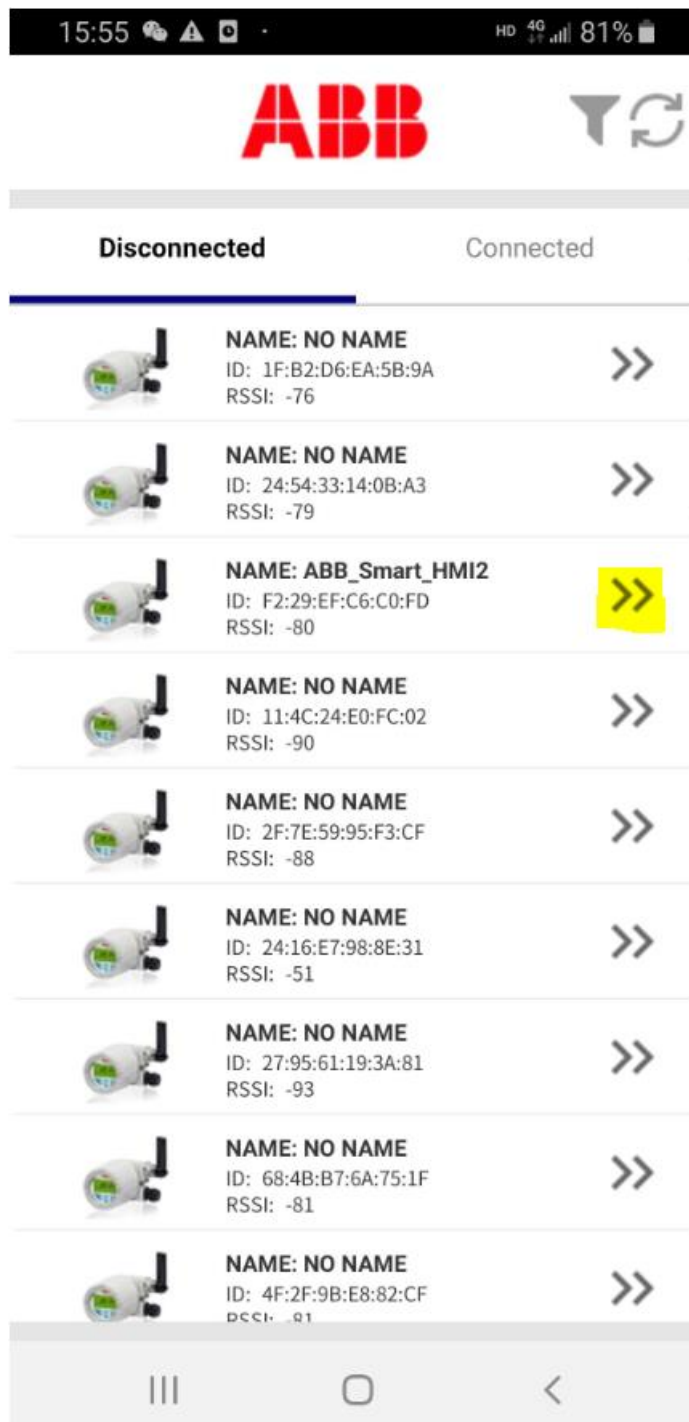 15:55 HD 4G 81%
ABB
Disconnected Connected
NAME: NO NAME
ID: 1F:B2:D6:EA:5B:9A
RSSI: -76
NAME: NO NAME
ID: 24:54:33:14:0B:A3
RSSI: -79
NAME: ABB_Smart_HMI2
ID: F2:29:EF:C6:C0:FD
RSSI: -80
NAME: NO NAME
ID: 11:4C:24:E0:FC:02
RSSI: -90
NAME: NO NAME
ID: 2F:7E:59:95:F3:CF
RSSI: -88
NAME: NO NAME
ID: 24:16:E7:98:8E:31
RSSI: -51
NAME: NO NAME
ID: 27:95:61:19:3A:81
RSSI: -93
NAME: NO NAME
ID: 68:4B:B7:6A:75:1F
RSSI: -81
NAME: NO NAME
ID: 4F:2F:9B:E8:82:CF
RSSI: -81